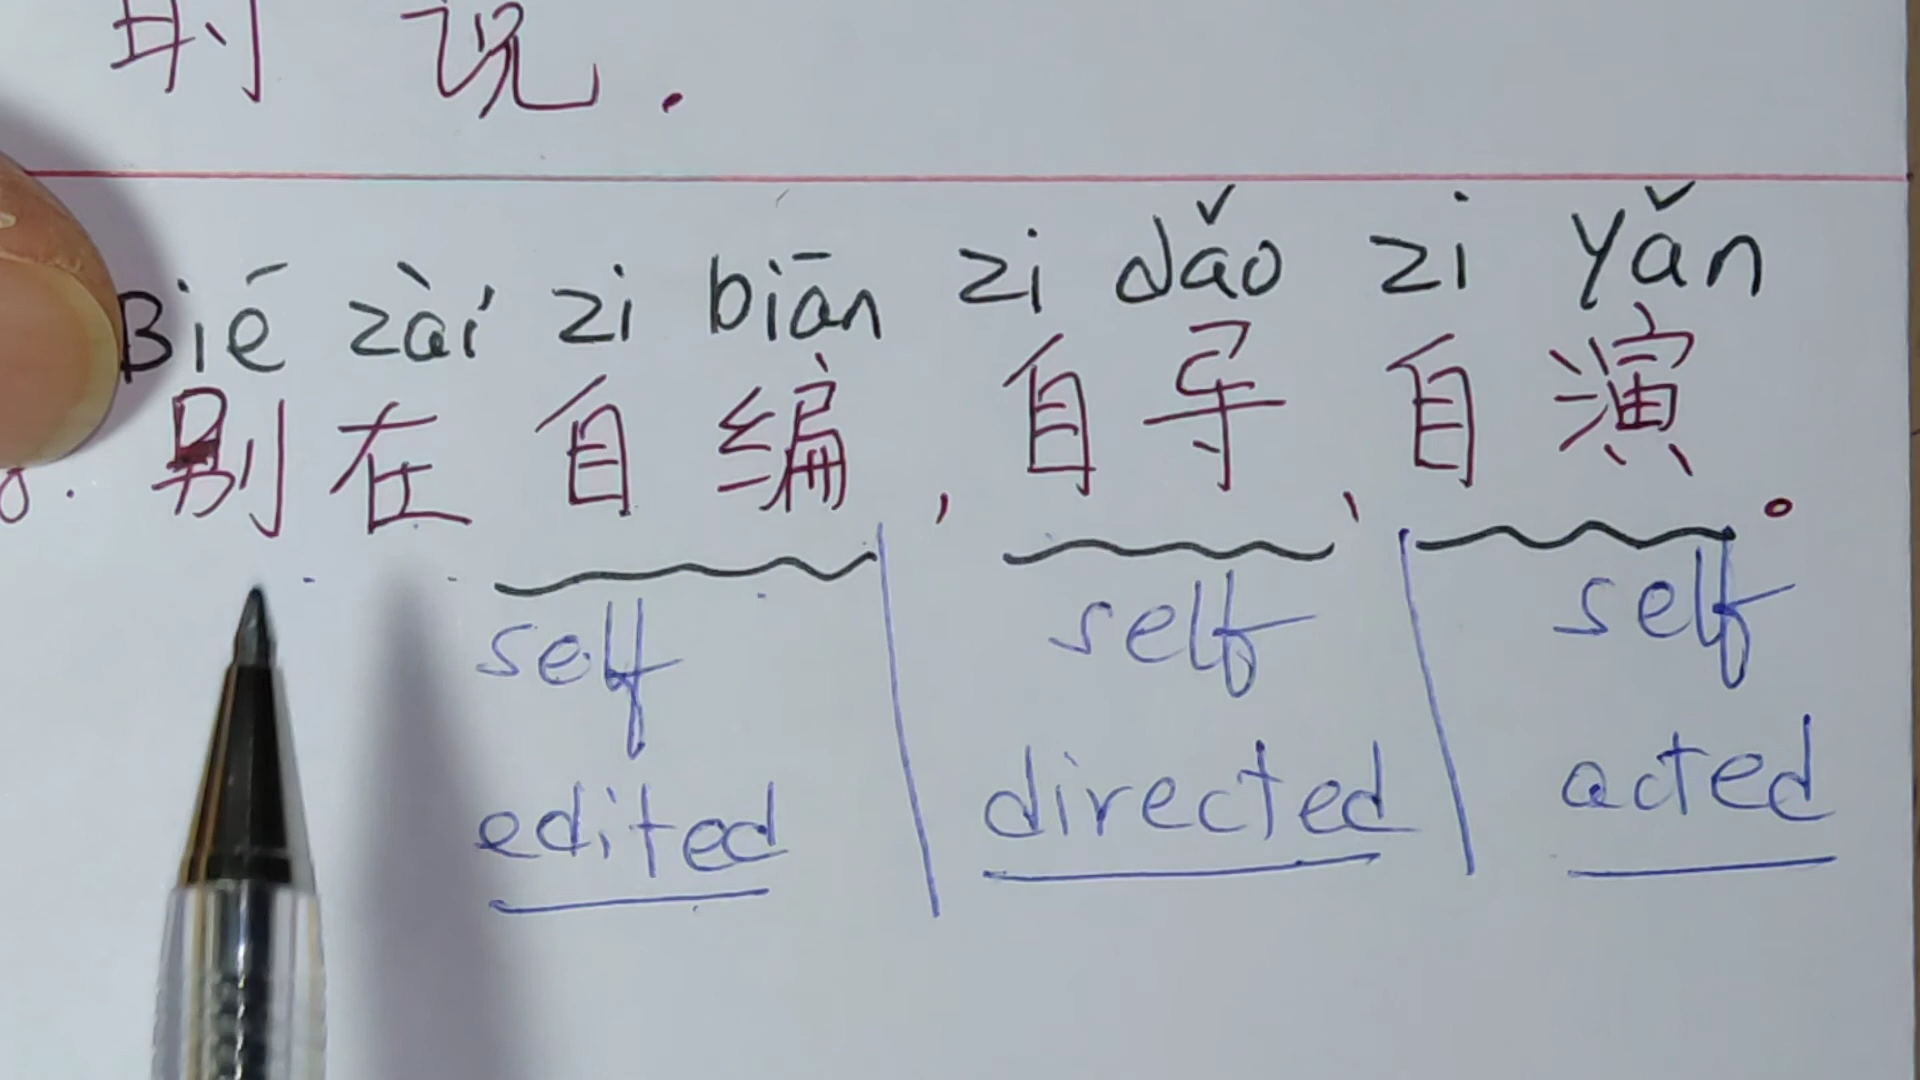 说.
Bié zài zi biān zi dǎo zi yǎn
别在自编,自导、自演.
self self self
edited directed acted